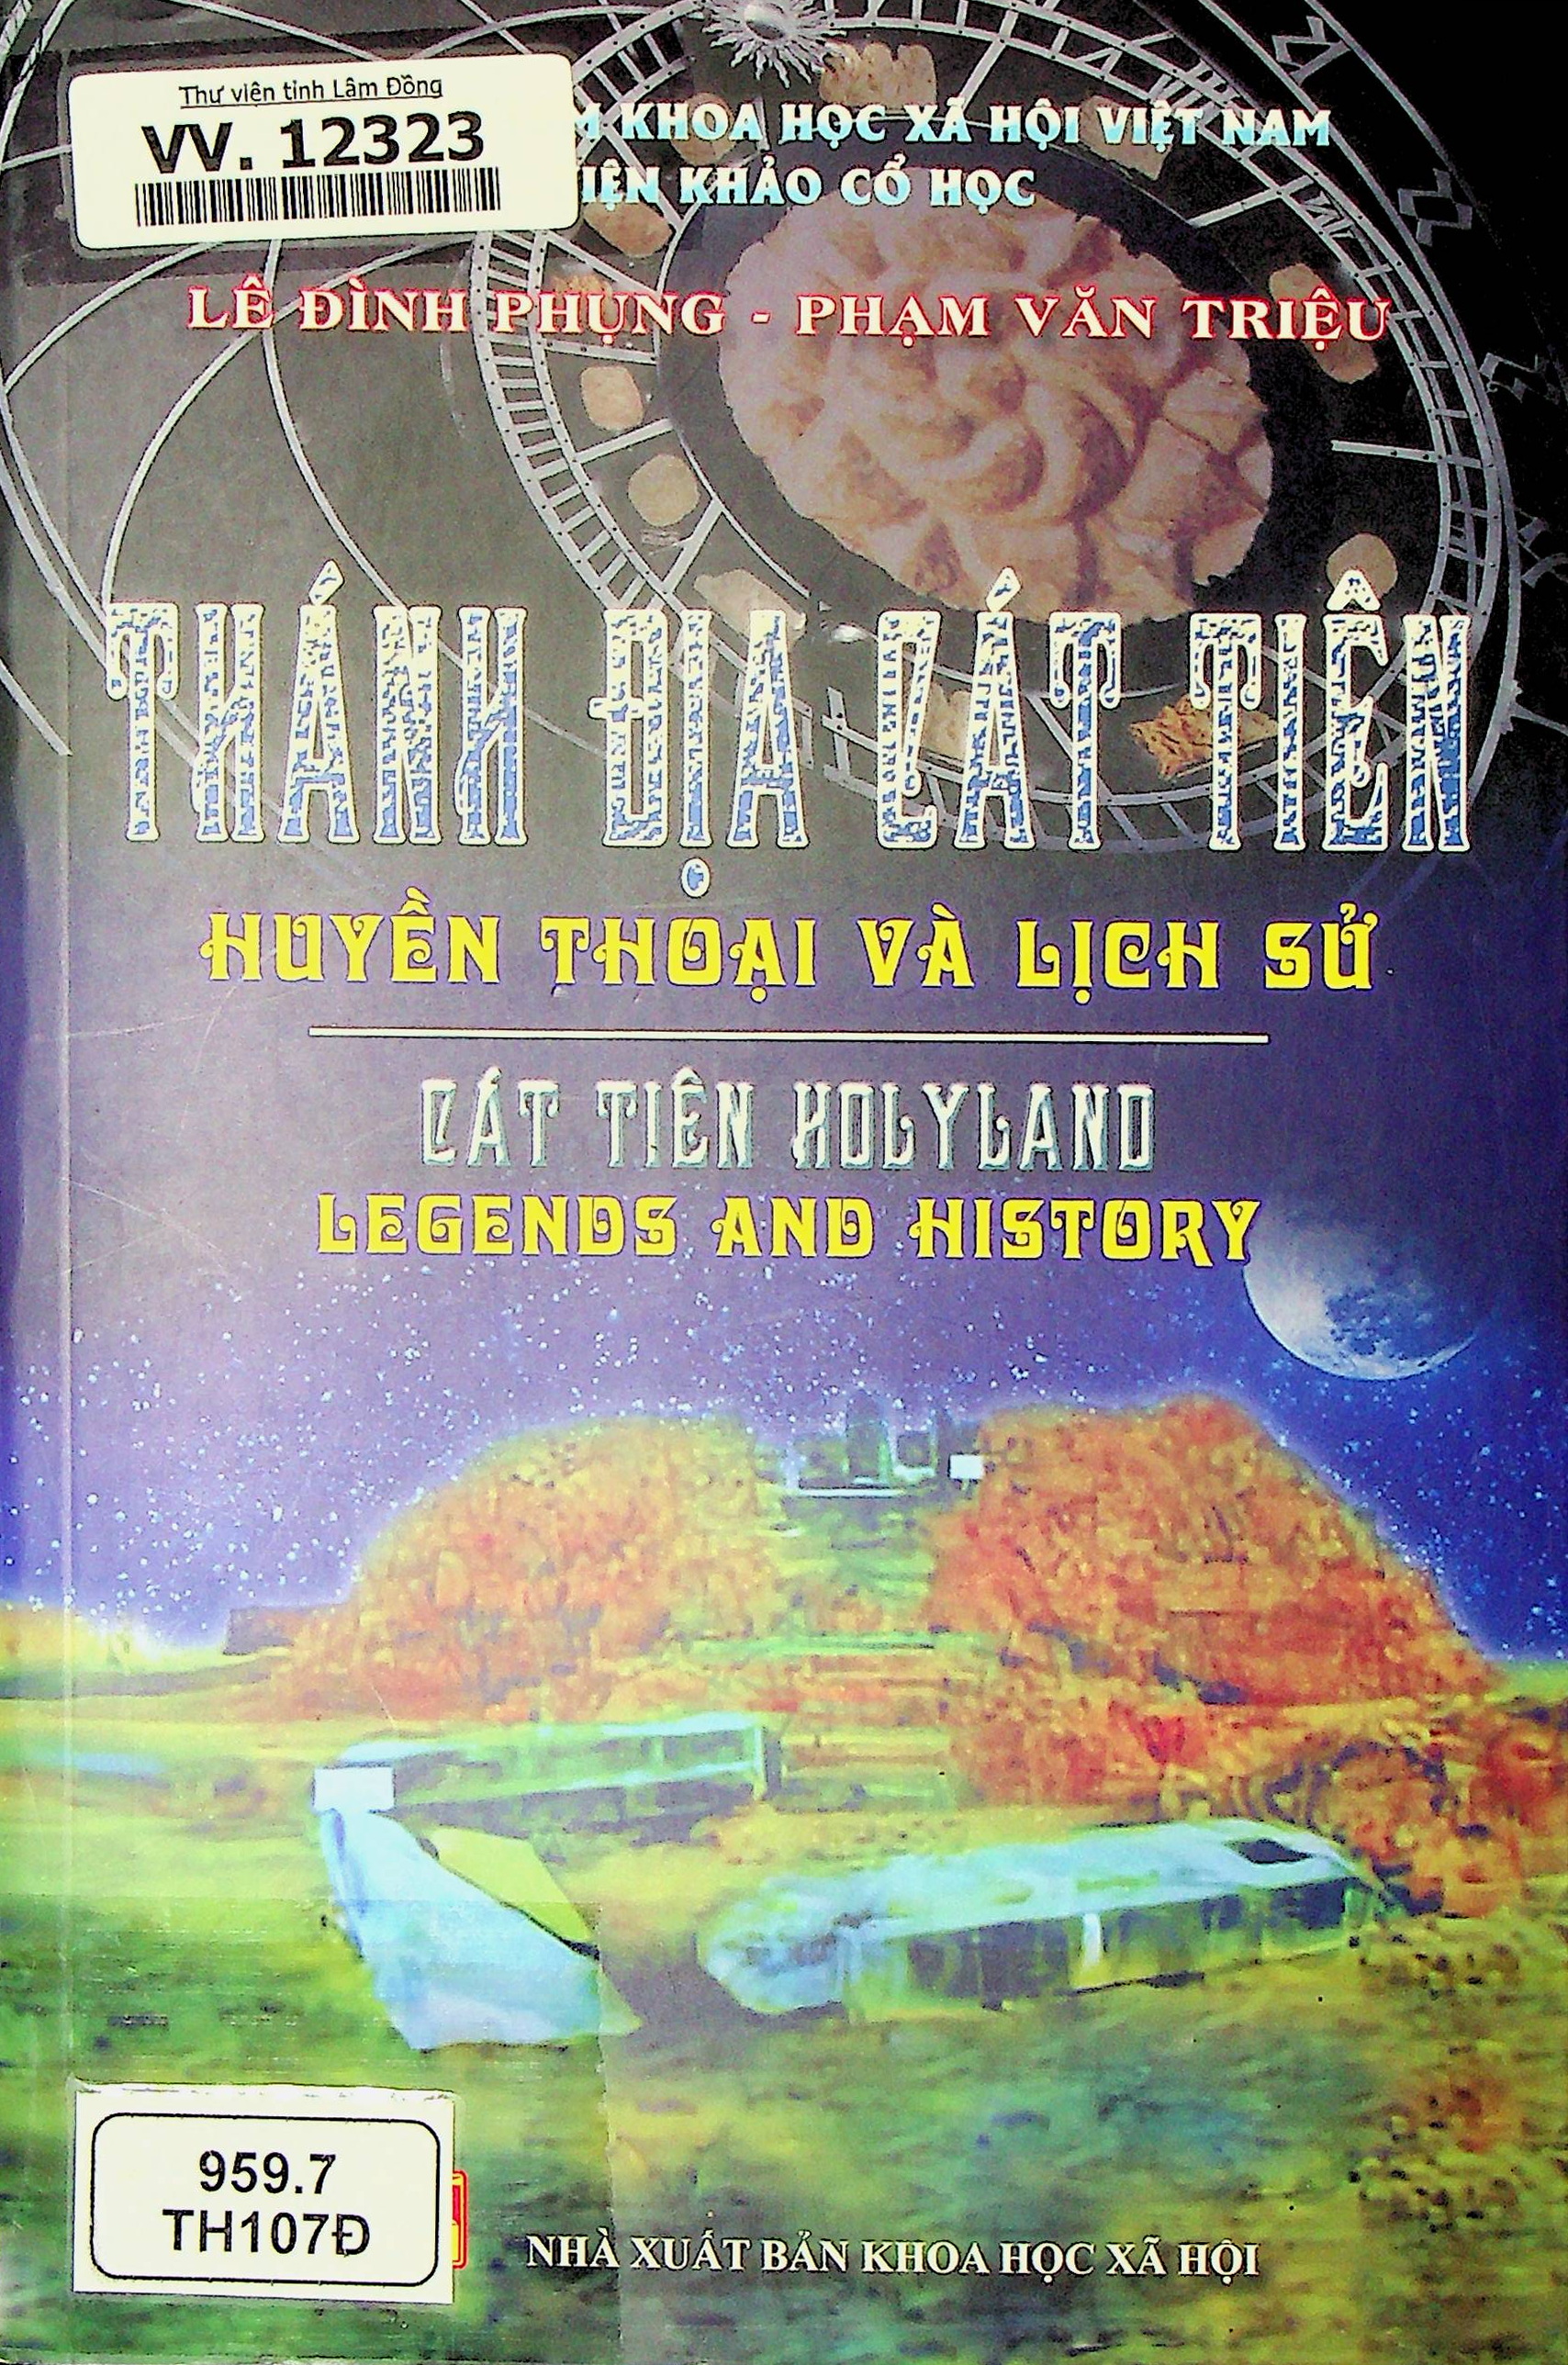 Thư viện tỉnh Lâm Đồng
VV. 12323
KHOA HỌC XÃ HỘI VIỆT NAM
KHẢO CỔ HỌC
LÊ ĐÌNH PHỤNG - PHẠM VĂN TRIỆU
THÁNH ĐỊA CÁT TIÊN
HUYỀN THOẠI VÀ LỊCH SỬ
CÁT TIÊN HOLYLAND
LEGENDS AND HISTORY
959.7
TH107Đ
NHÀ XUẤT BẢN KHOA HỌC XÃ HỘI